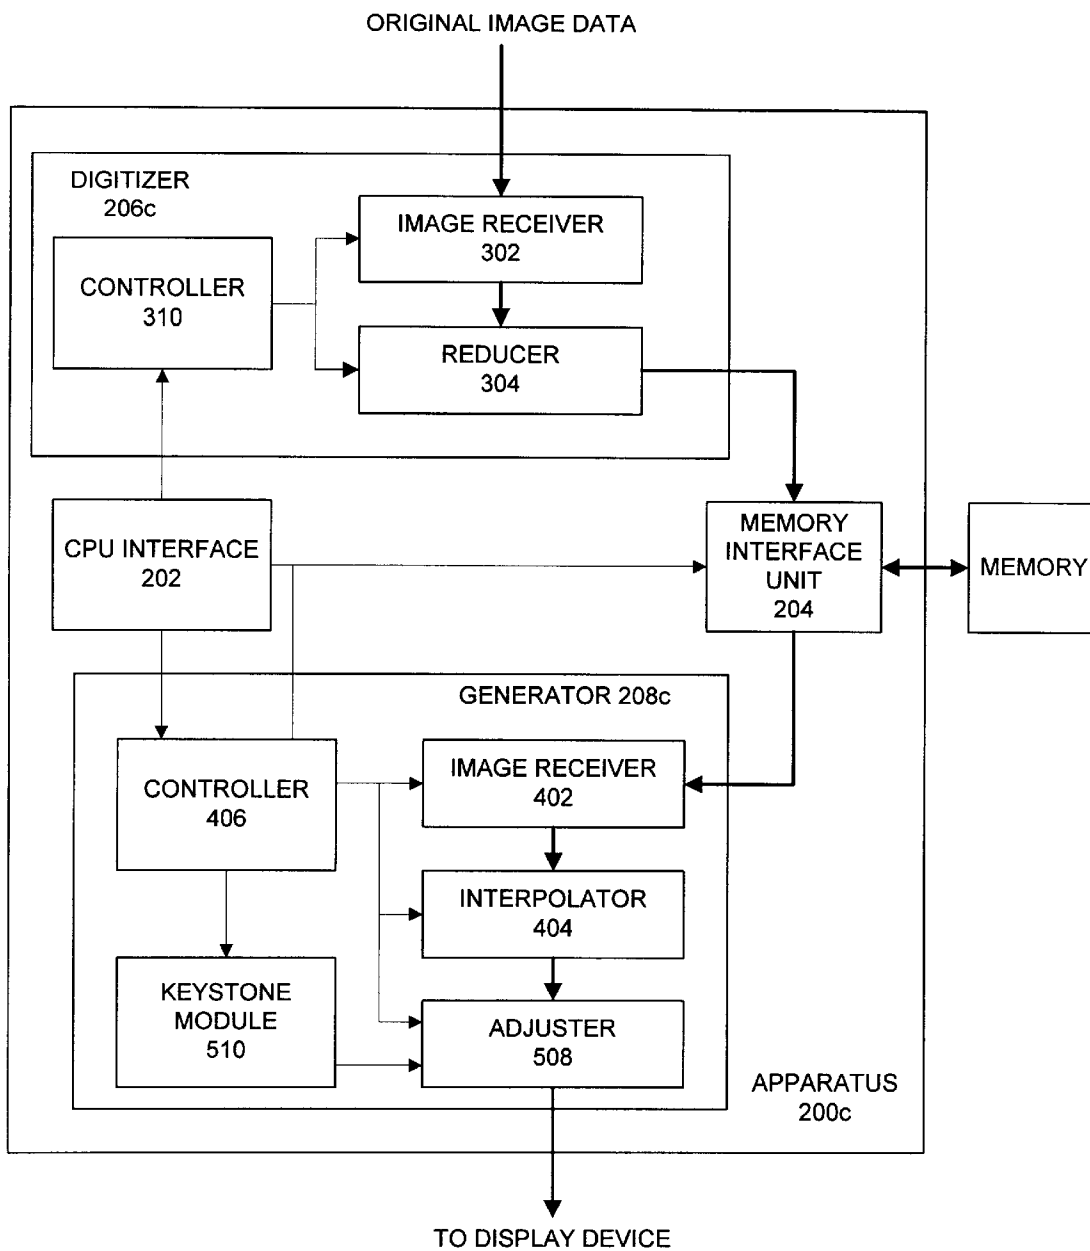 ORIGINAL IMAGE DATA
DIGITIZER
206c
IMAGE RECEIVER
302
CONTROLLER
310
REDUCER
304
CPU INTERFACE
202
MEMORY
INTERFACE
UNIT
204
MEMORY
GENERATOR 208c
CONTROLLER
406
IMAGE RECEIVER
402
INTERPOLATOR
404
KEYSTONE
MODULE
510
ADJUSTER
508
APPARATUS
200c
TO DISPLAY DEVICE